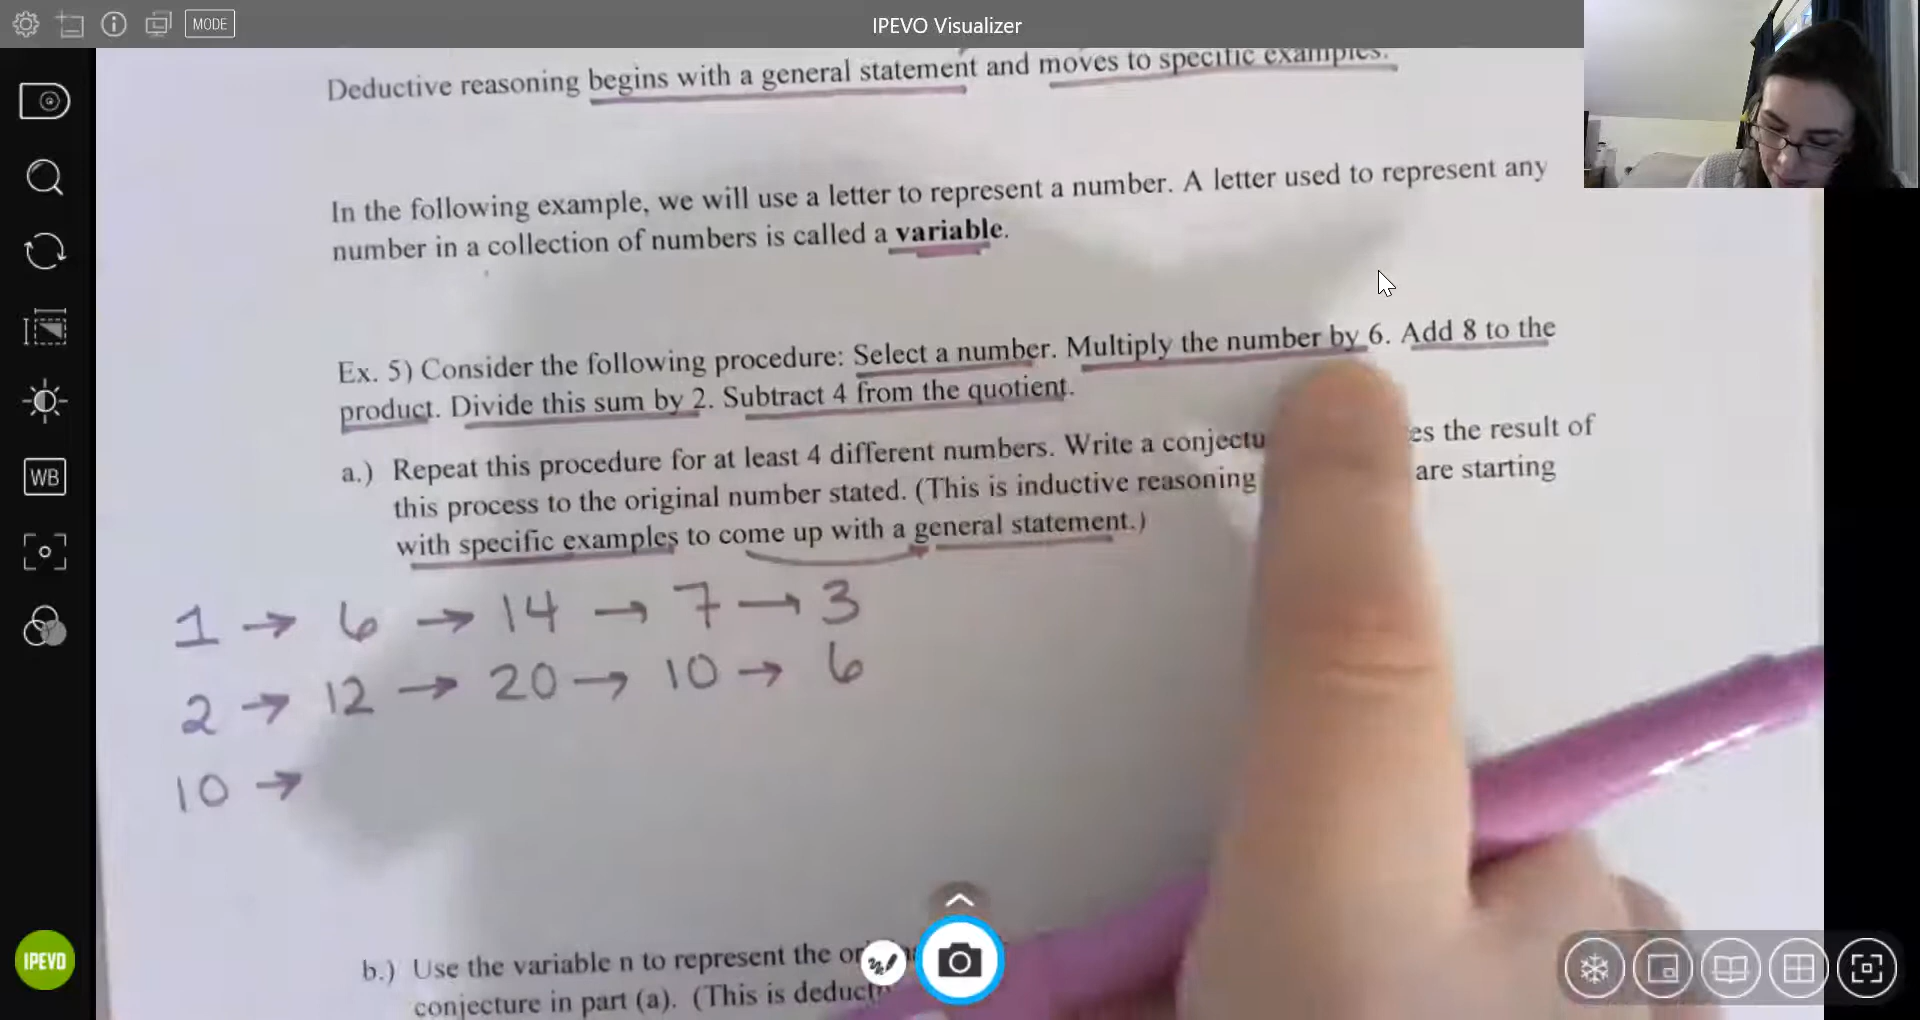 MODE
IPEVO Visualizer
Deductive reasoning begins with a general statement and moves to specific examples.
In the following example, we will use a letter to represent a number. A letter used to represent any
number in a collection of numbers is called a variable.
Ex. 5) Consider the following procedure: Select a number. Multiply the number by 6. Add 8 to the
product. Divide this sum by 2. Subtract 4 from the quotient.
a.) Repeat this procedure for at least 4 different numbers. Write a es the result of
this process to the original number stated. (This is inductive reasoning are starting
with specific examples to come up with a general statement.)
1 → 6 → 14 → 7 → 3
2 → 12 → 20 → 10 → 6
10 →
b.) Use the variable n to represent the
conjecture in part (a). (This is
WB
IPEVO